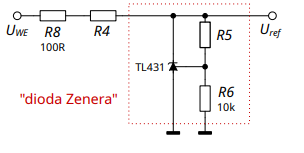 R8
R4
R5
U_WE
U_ref
100R
TL431
R6
10k
"dioda Zenera"